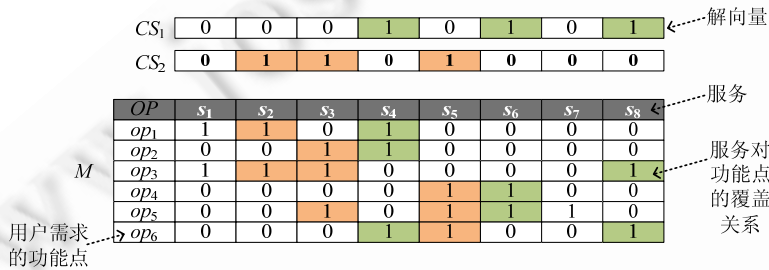 CS1 0 0 0 1 0 1 0 1 解向量
CS2 0 1 1 0 1 0 0 0
OP s1 s2 s3 s4 s5 s6 s7 s8 服务
op1 1 1 0 1 0 0 0 0
op2 0 0 1 1 0 0 0 0
M op3 1 1 1 0 0 0 0 1
op4 0 0 0 0 1 1 0 0
op5 0 0 1 0 1 1 1 0
op6 0 0 0 1 1 0 0 1
服务对
功能点
的覆盖
关系
用户需求
的功能点